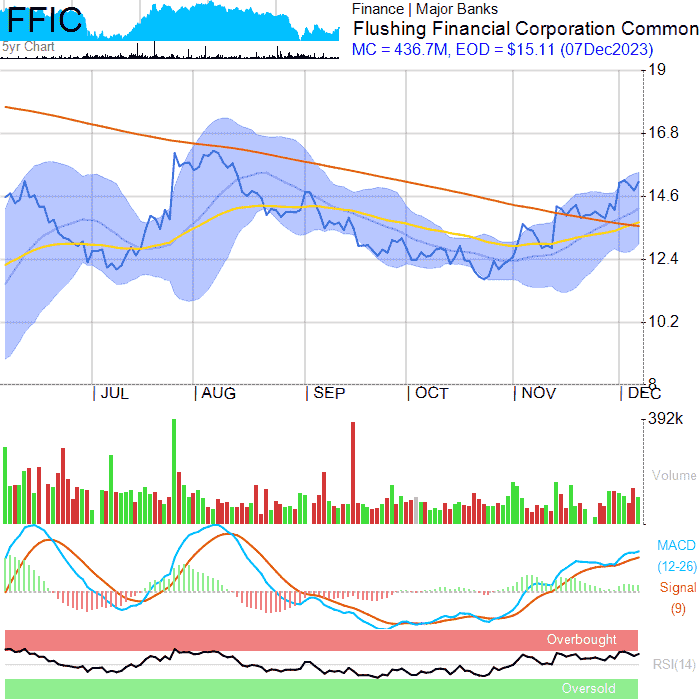 FFIC
5yr Chart
Finance | Major Banks
Flushing Financial Corporation Common
MC = 436.7M, EOD = $15.11 (07Dec2023)
19
16.8
14.6
12.4
10.2
8
JUL AUG SEP OCT NOV DEC
392k
Volume
MACD
(12-26)
Signal
(9)
Overbought
RSI(14)
Oversold